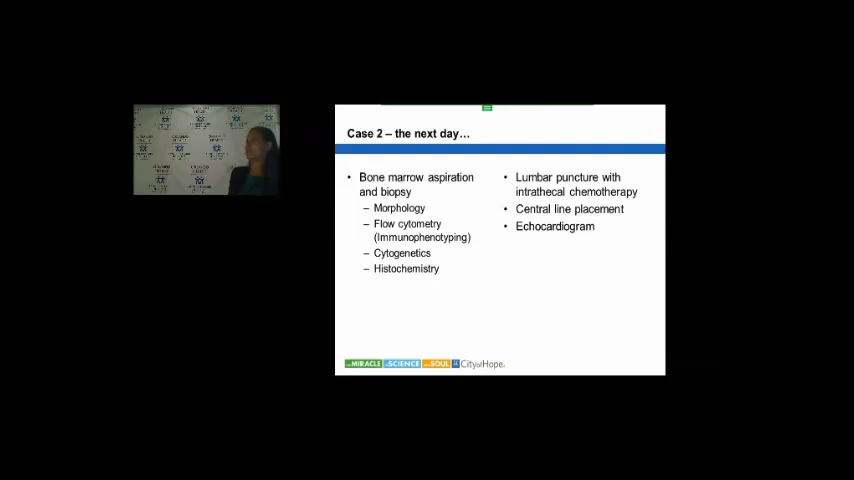 Case 2 – the next day…
• Bone marrow aspiration
and biopsy
– Morphology
– Flow cytometry
(Immunophenotyping)
– Cytogenetics
– Histochemistry
• Lumbar puncture with
intrathecal chemotherapy
• Central line placement
• Echocardiogram
MIRACLE SCIENCE SOUL CityofHope.